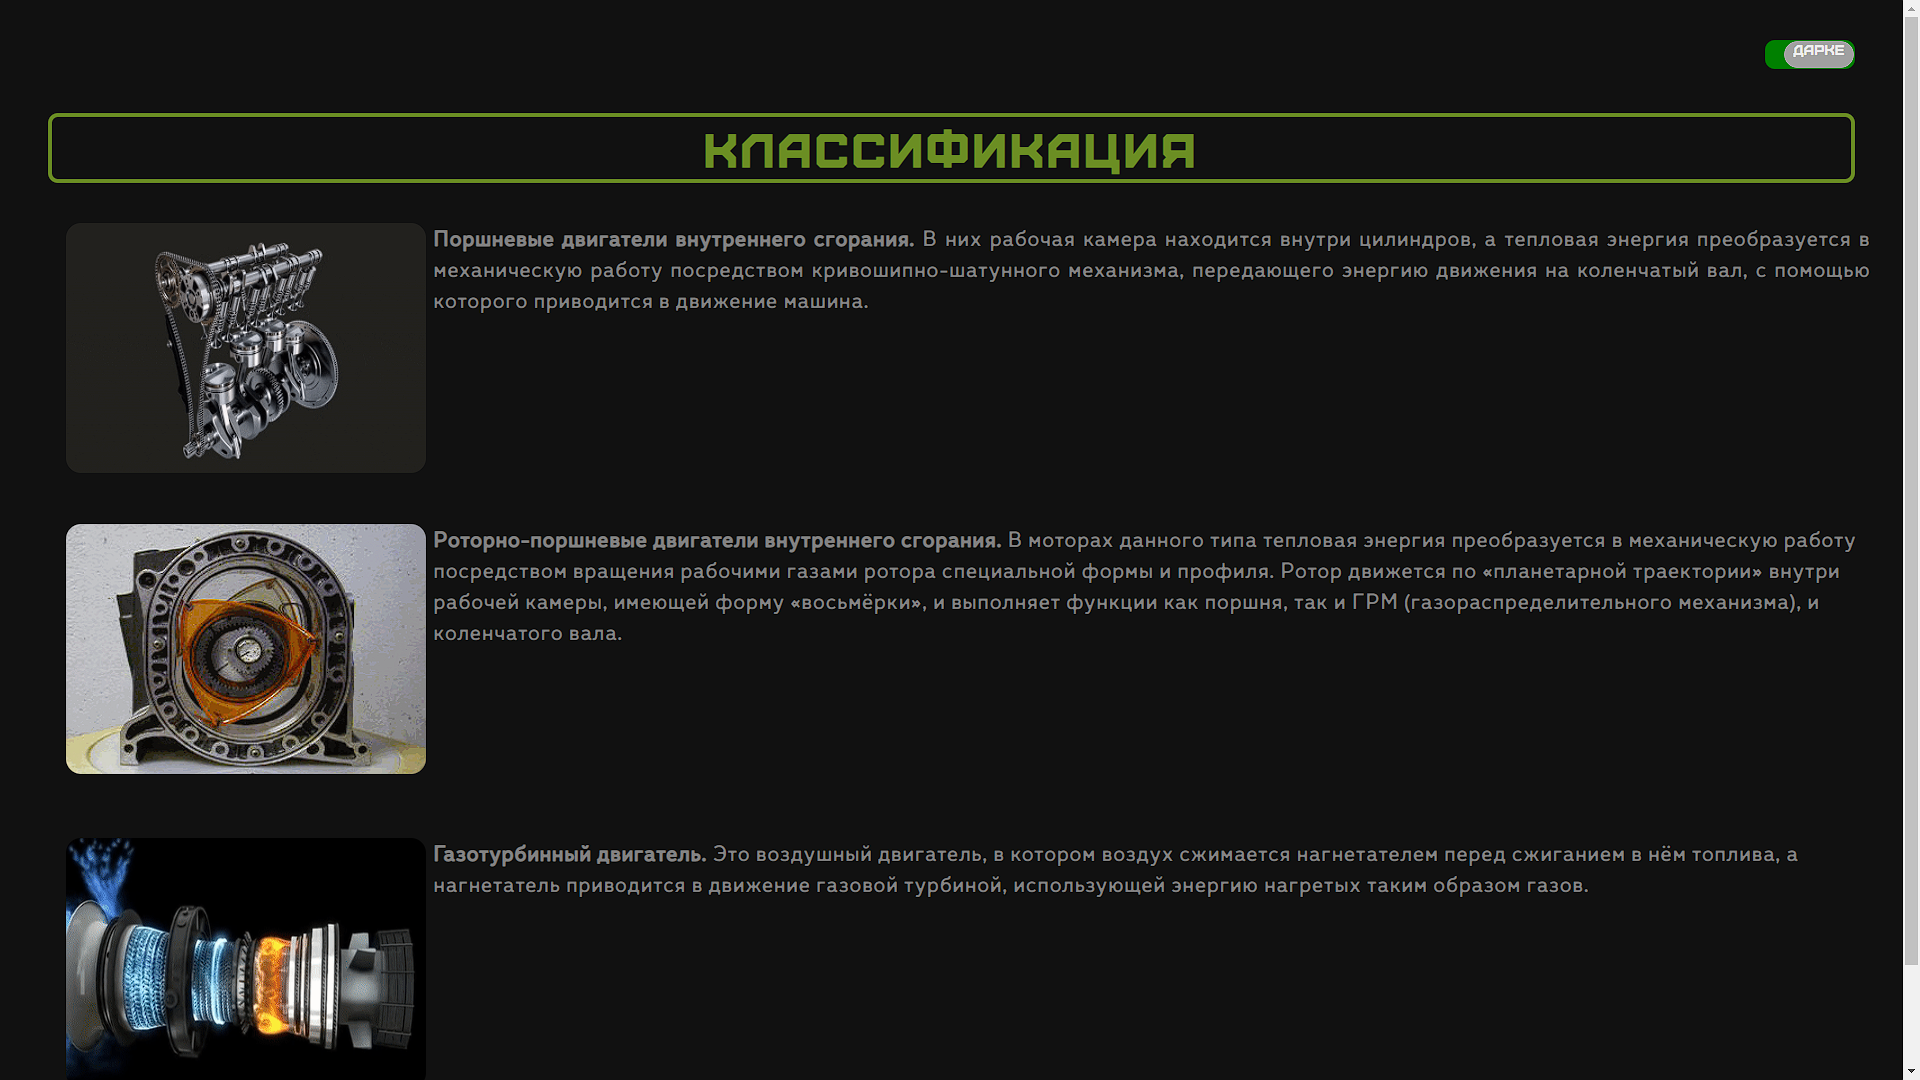 ДАРКЕ
КЛАССИФИКАЦИЯ
Поршневые двигатели внутреннего сгорания. В них рабочая камера находится внутри цилиндров, а тепловая энергия преобразуется в
механическую работу посредством кривошипно-шатунного механизма, передающего энергию движения на коленчатый вал, с помощью
которого приводится в движение машина.
Роторно-поршневые двигатели внутреннего сгорания. В моторах данного типа тепловая энергия преобразуется в механическую работу
посредством вращения рабочими газами ротора специальной формы и профиля. Ротор движется по «планетарной траектории» внутри
рабочей камеры, имеющей форму «восьмёрки», и выполняет функции как поршня, так и ГРМ (газораспределительного механизма), и
коленчатого вала.
Газотурбинный двигатель. Это воздушный двигатель, в котором воздух сжимается нагнетателем перед сжиганием в нём топлива, а
нагнетатель приводится в движение газовой турбиной, использующей энергию нагретых таким образом газов.